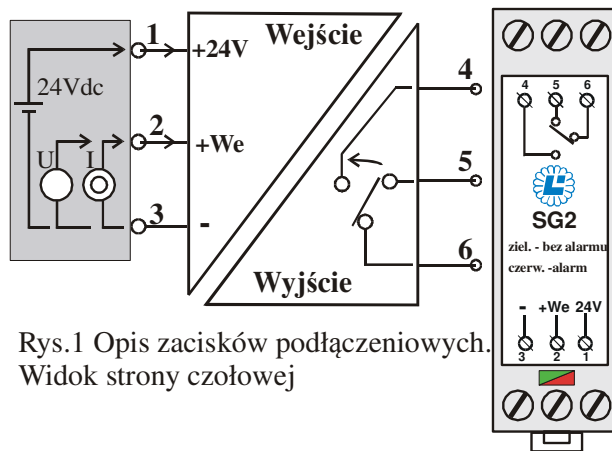 1
+24V
Wejście
24Vdc
2
+We
U
I
3
-
Wyjście
4
5
6
Rys.1 Opis zacisków podłączeniowych.
Widok strony czołowej
4 5 6
SG2
ziel. - bez alarmu
czerw. -alarm
- +We 24V
3 2 1